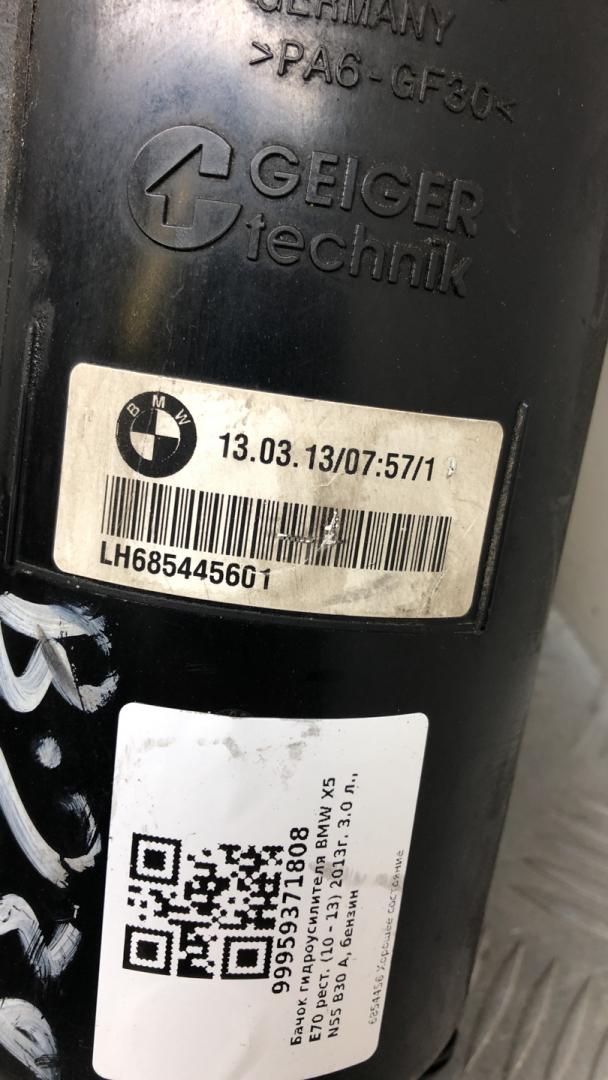 GERMANY
>PA6-GF30<
GEIGER
technik
BMW
13.03.13/07:57/1
LH685445601
99959371808
Бачок гидроусилителя BMW X5
E70 рест. (10 - 13) 2013г. 3.0 л.,
N55 B30 A, бензин
6854456 Хорошее состояние